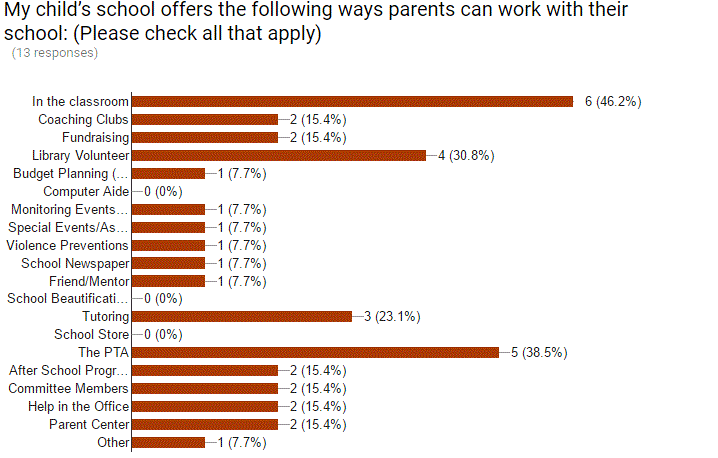 My child's school offers the following ways parents can work with their
school: (Please check all that apply)
(13 responses)
In the classroom 6 (46.2%)
Coaching Clubs 2 (15.4%)
Fundraising 2 (15.4%)
Library Volunteer 4 (30.8%)
Budget Planning (... 1 (7.7%)
Computer Aide 0 (0%)
Monitoring Events... 1 (7.7%)
Special Events/As... 1 (7.7%)
Violence Preventions 1 (7.7%)
School Newspaper 1 (7.7%)
Friend/Mentor 1 (7.7%)
School Beautificati... 0 (0%)
Tutoring 3 (23.1%)
School Store 0 (0%)
The PTA 5 (38.5%)
After School Progr... 2 (15.4%)
Committee Members 2 (15.4%)
Help in the Office 2 (15.4%)
Parent Center 2 (15.4%)
Other 1 (7.7%)